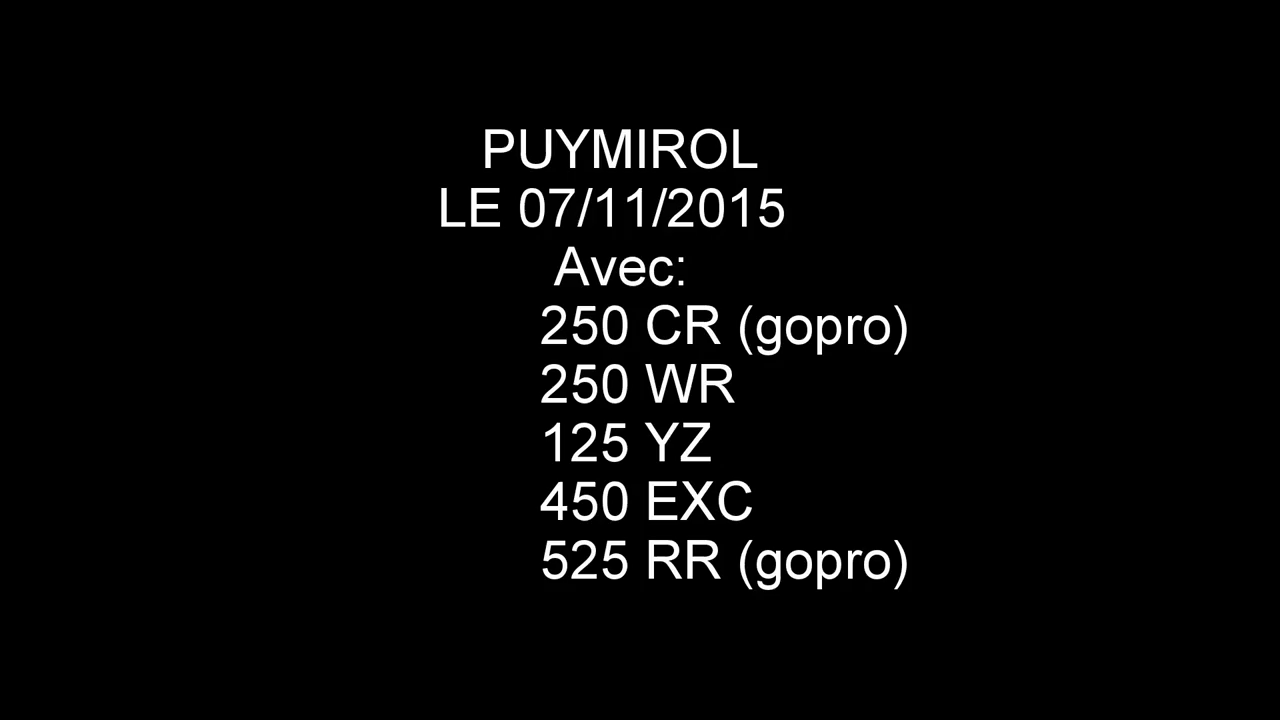 PUYMIROL
LE 07/11/2015
Avec:
250 CR (gopro)
250 WR
125 YZ
450 EXC
525 RR (gopro)